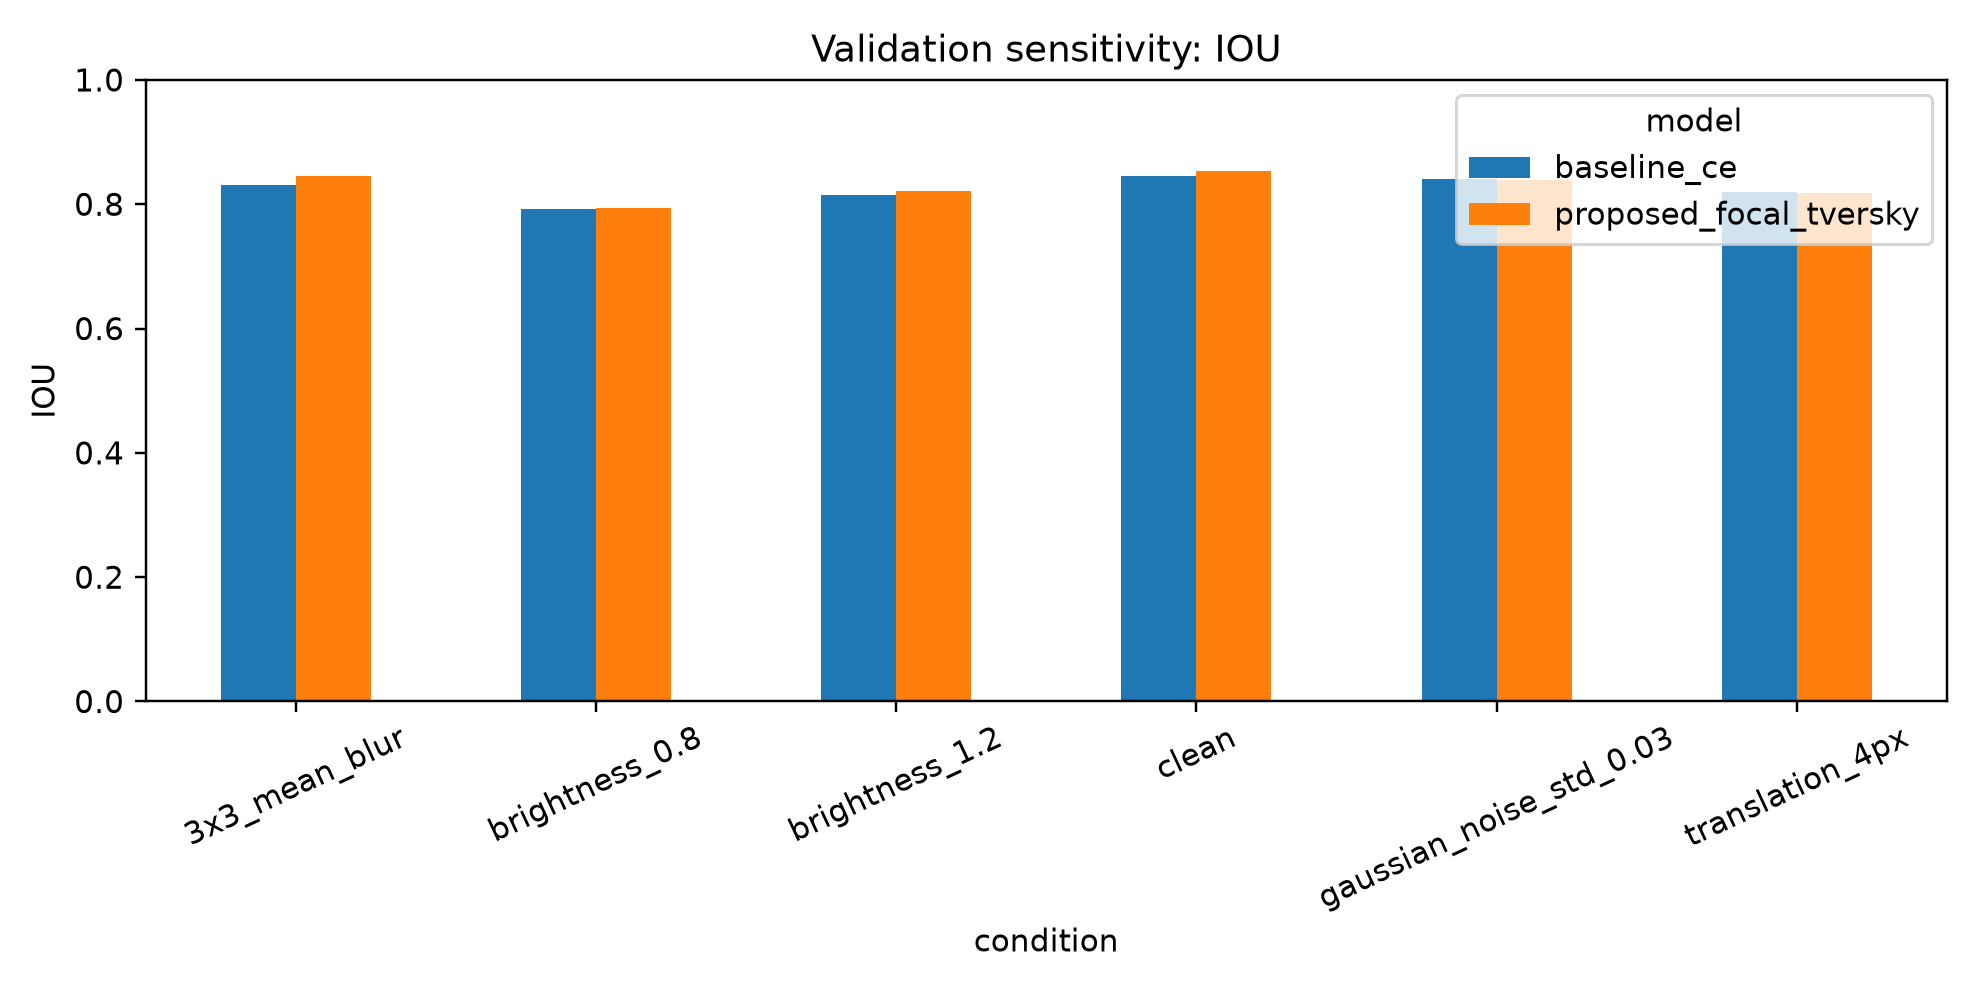 Validation sensitivity: IOU
1.0
0.8
0.6
0.4
0.2
0.0
IOU
model
baseline_ce
proposed_focal_tversky
3x3_mean_blur
brightness_0.8
brightness_1.2
clean
gaussian_noise_std_0.03
translation_4px
condition